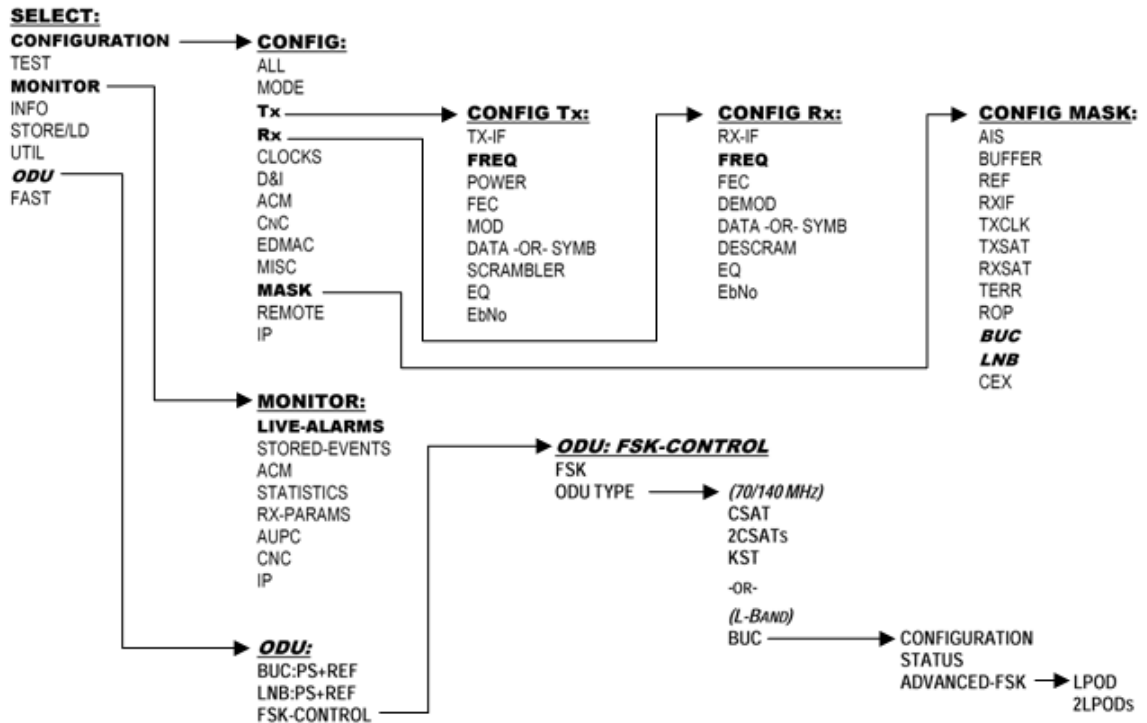 SELECT:
CONFIGURATION
TEST
MONITOR
INFO
STORE/LD
UTIL
ODU
FAST
CONFIG:
ALL
MODE
Tx
Rx
CLOCKS
D&I
ACM
CNC
EDMAC
MISC
MASK
REMOTE
IP
CONFIG Tx:
TX-IF
FREQ
POWER
FEC
MOD
DATA -OR- SYMB
SCRAMBLER
EQ
EbNo
CONFIG Rx:
RX-IF
FREQ
FEC
DEMOD
DATA -OR- SYMB
DESCRAM
EQ
EbNo
CONFIG MASK:
AIS
BUFFER
REF
RXIF
TXCLK
TXSAT
RXSAT
TERR
ROP
BUC
LNB
CEX
MONITOR:
LIVE-ALARMS
STORED-EVENTS
ACM
STATISTICS
RX-PARAMS
AUPC
CNC
IP
ODU:
BUC:PS+REF
LNB:PS+REF
FSK-CONTROL
ODU: FSK-CONTROL
FSK
ODU TYPE
(70/140 MHZ)
CSAT
2CSATS
KST
-OR-
(L-BAND)
BUC
CONFIGURATION
STATUS
ADVANCED-FSK
LPOD
2LPODS